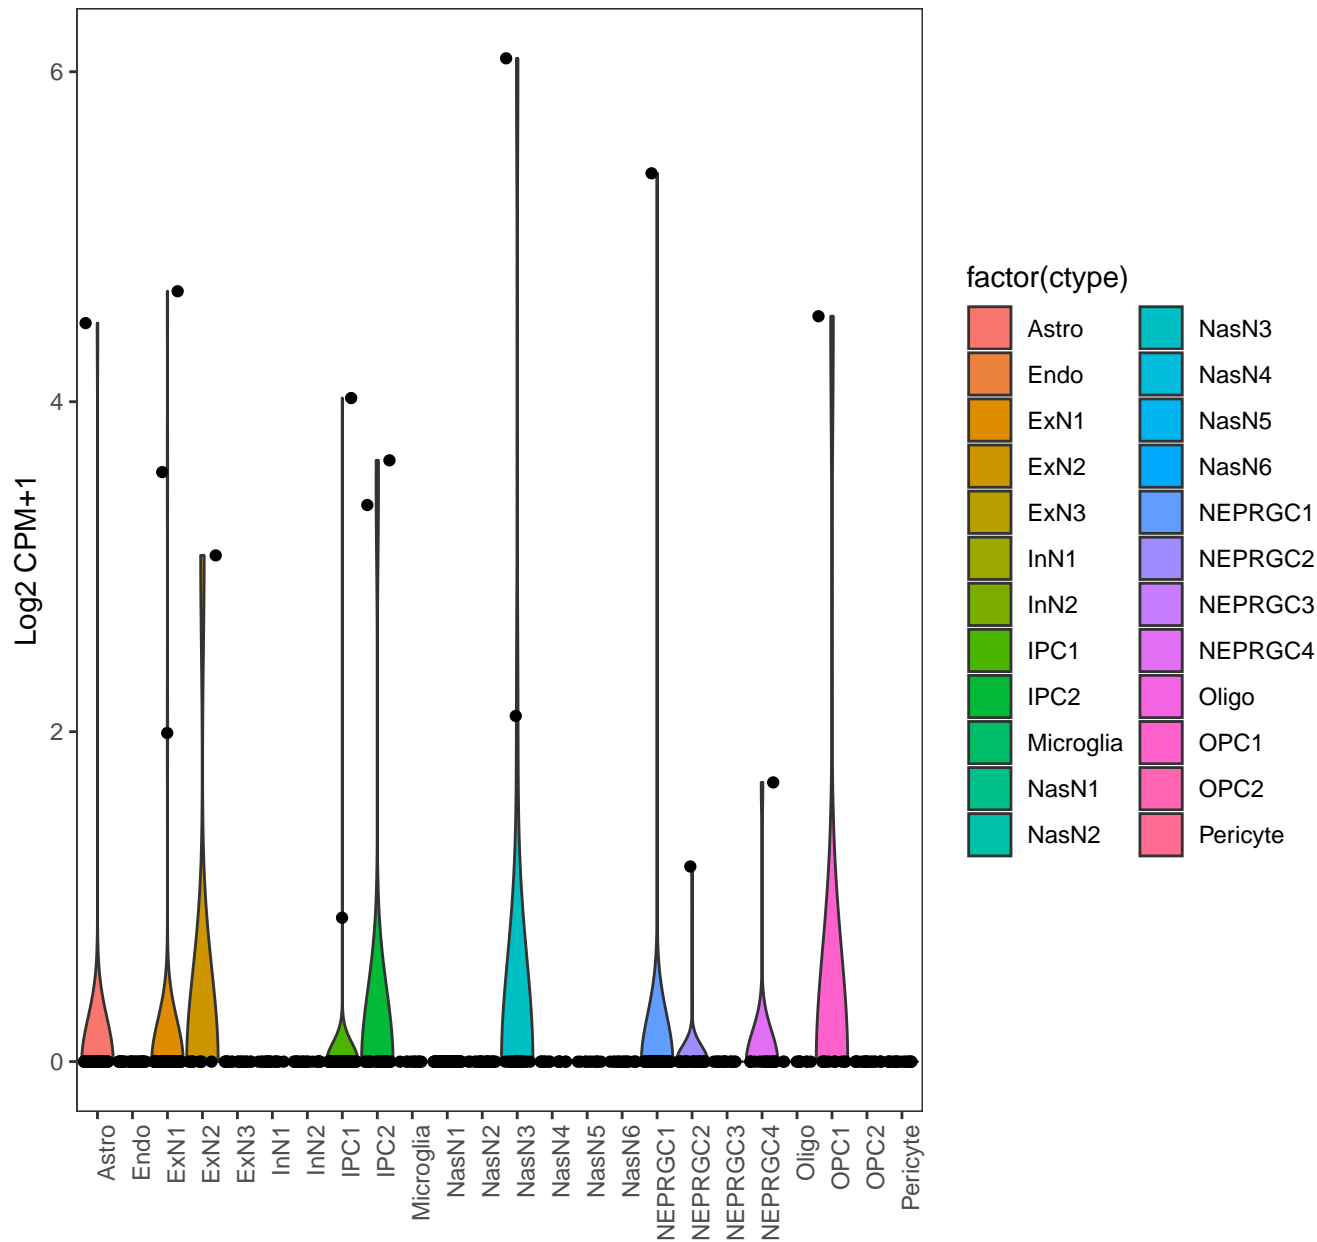 6
4
2
0
Log2 CPM+1
Astro
Endo
ExN1
ExN2
ExN3
InN1
InN2
IPC1
IPC2
Microglia
NasN1
NasN2
NasN3
NasN4
NasN5
NasN6
NEPRGC1
NEPRGC2
NEPRGC3
NEPRGC4
Oligo
OPC1
OPC2
Pericyte
factor(ctype)
Astro
Endo
ExN1
ExN2
ExN3
InN1
InN2
IPC1
IPC2
Microglia
NasN1
NasN2
NasN3
NasN4
NasN5
NasN6
NEPRGC1
NEPRGC2
NEPRGC3
NEPRGC4
Oligo
OPC1
OPC2
Pericyte